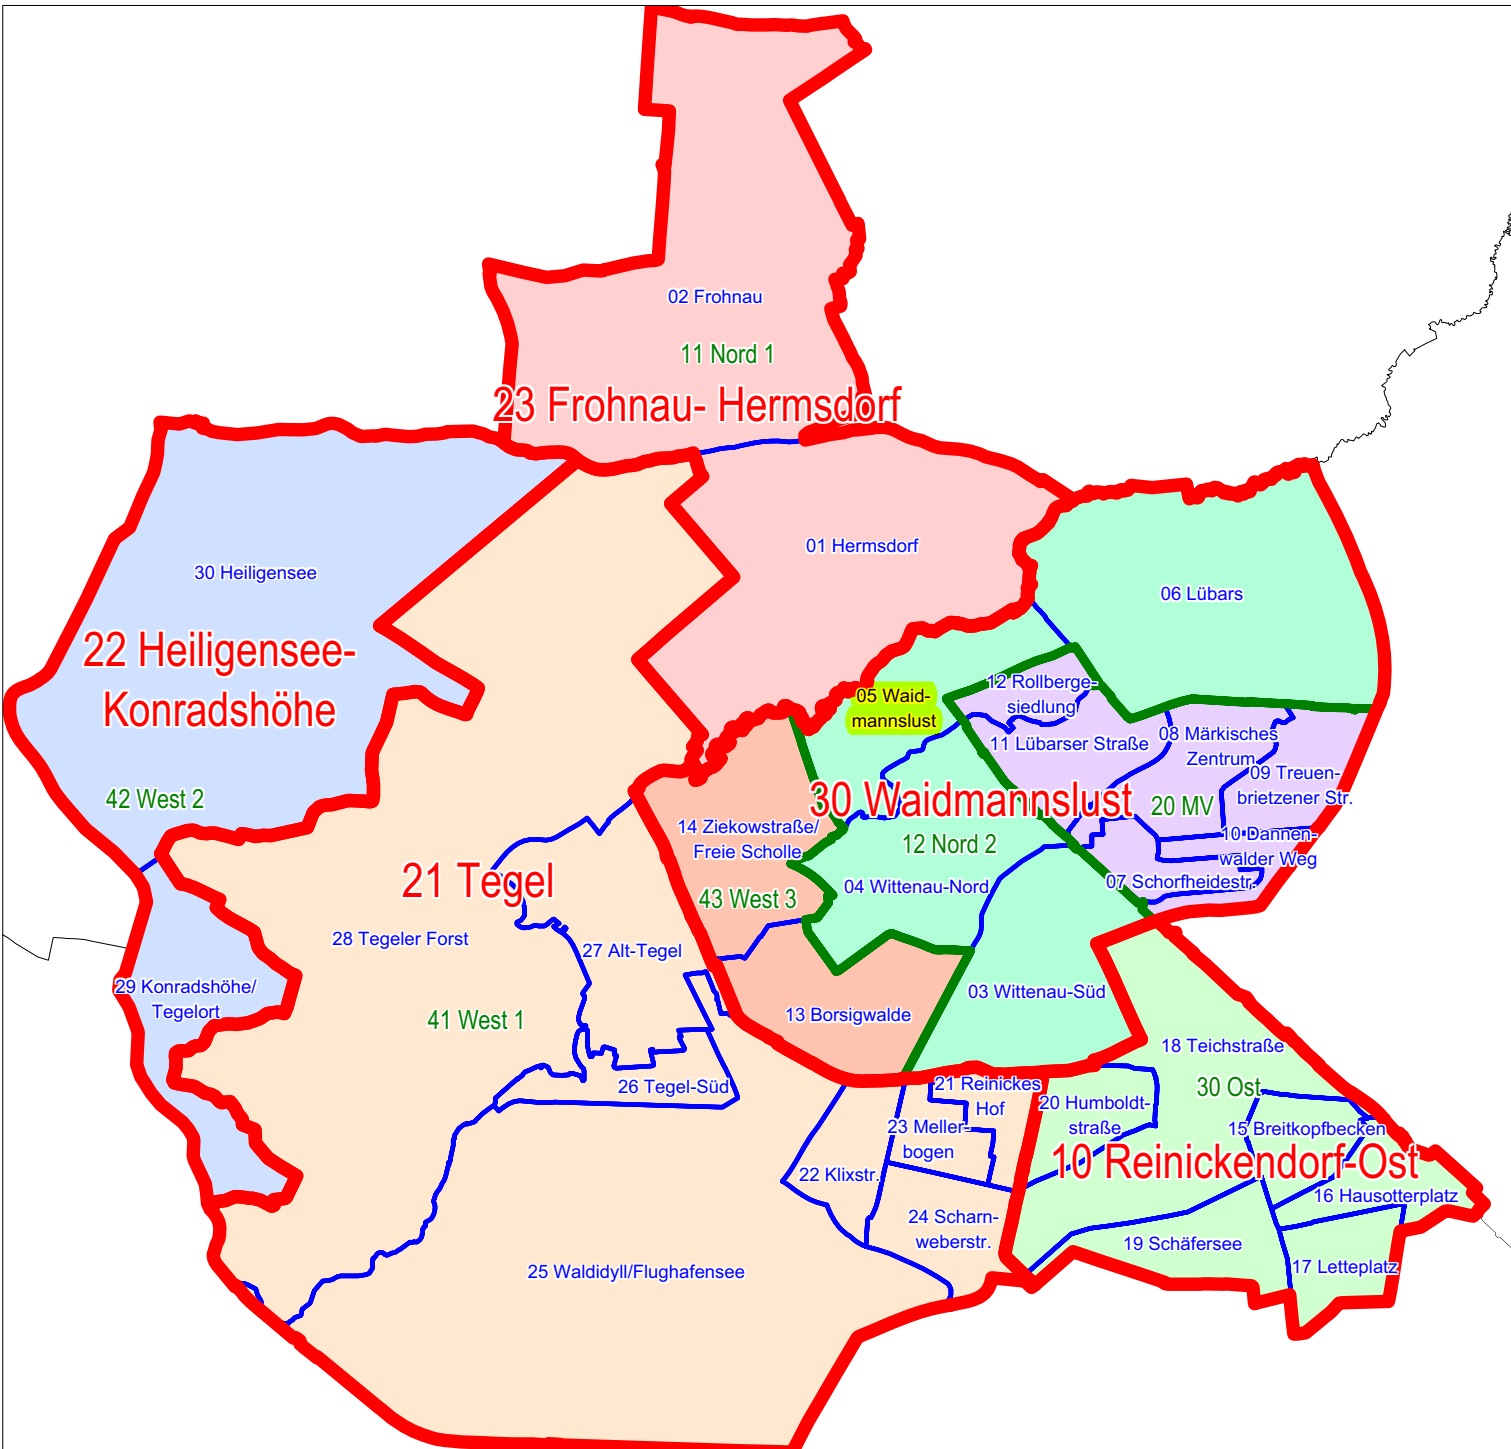 02 Frohnau
11 Nord 1
23 Frohnau- Hermsdorf
01 Hermsdorf
30 Heiligensee
06 Lübars
22 Heiligensee-
Konradshöhe
12 Rollberge-
siedlung
05 Waid-
mannslust
11 Lübarser Straße
08 Märkisches
Zentrum
09 Treuen-
brietzener Str.
42 West 2
30 Waidmannslust
20 MV
14 Ziekowstraße/
Freie Scholle
12 Nord 2
10 Dannen-
walder Weg
21 Tegel
04 Wittenau-Nord
07 Schorfheidestr.
43 West 3
28 Tegeler Forst
27 Alt-Tegel
29 Konradshöhe/
Tegelort
03 Wittenau-Süd
41 West 1
13 Borsigwalde
18 Teichstraße
26 Tegel-Süd
21 Reinickes
Hof
30 Ost
20 Humboldt-
straße
23 Meller-
bogen
15 Breitkopfbecken
10 Reinickendorf-Ost
22 Klixstr.
16 Hausotterplatz
24 Scharn-
weberstr.
19 Schäfersee
25 Waldidyll/Flughafensee
17 Letteplatz